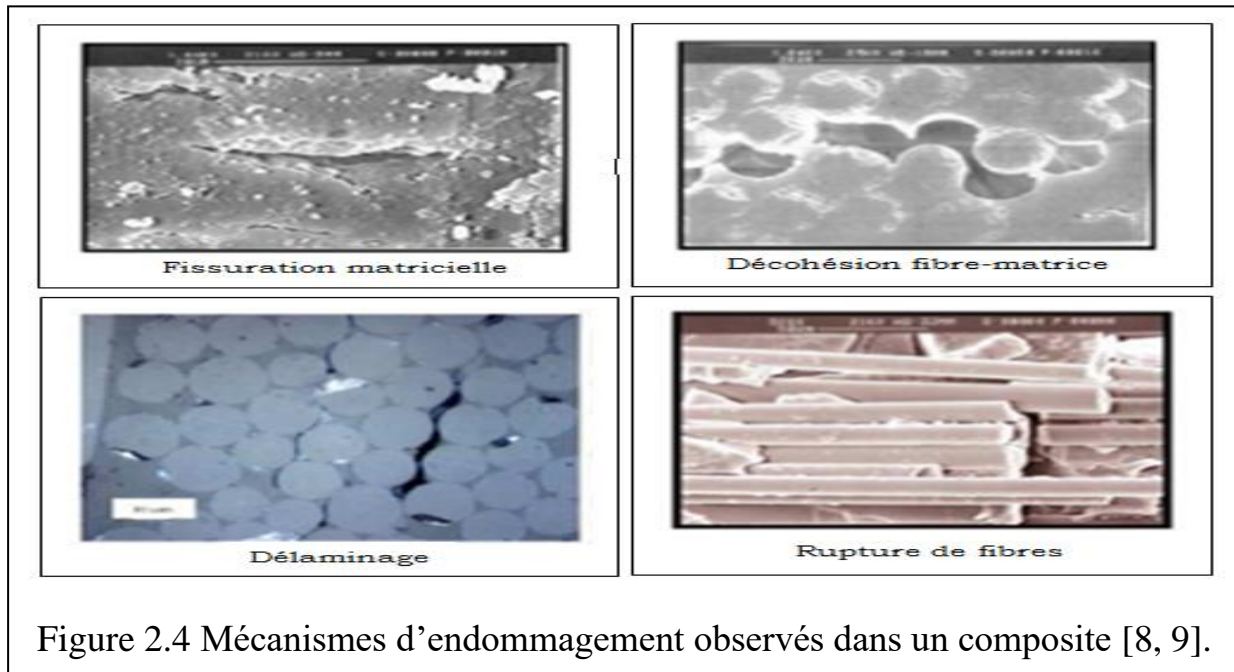 Fissuration matricielle
Décohésion fibre-matrice
Délaminage
Rupture de fibres
Figure 2.4 Mécanismes d’endommagement observés dans un composite [8, 9].